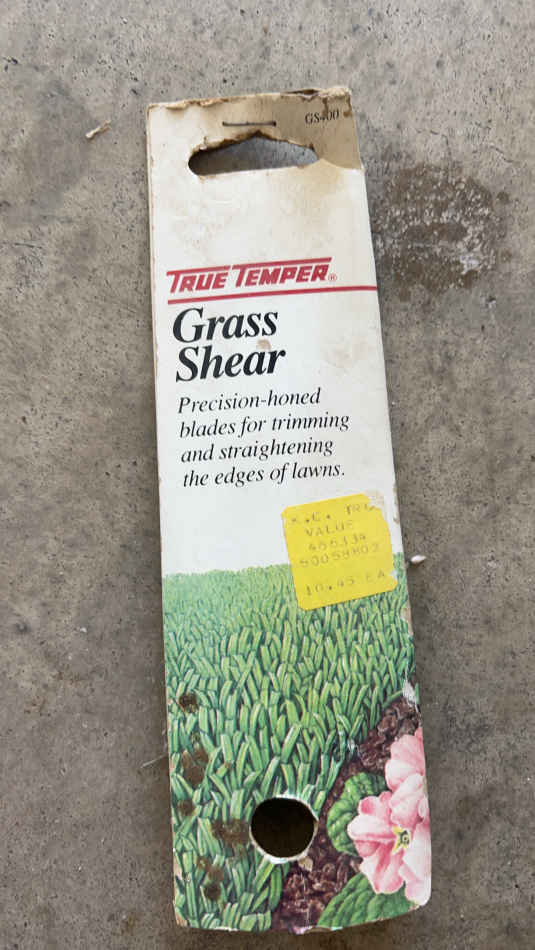 GS400
TRUE TEMPER®
Grass
Shear
Precision-honed
blades for trimming
and straightening
the edges of lawns.
VALUE
10.45 EA